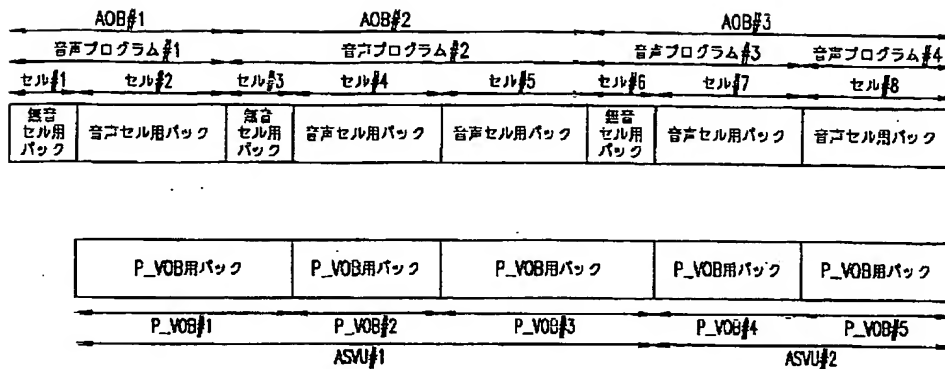 AOB#1 AOB#2 AOB#3
音声プログラム#1 音声プログラム#2 音声プログラム#3 音声プログラム#4
セル#1 セル#2 セル#3 セル#4 セル#5 セル#6 セル#7 セル#8
無音セル用パック 音声セル用パック 無音セル用パック 音声セル用パック 音声セル用パック 無音セル用パック 音声セル用パック 音声セル用パック
P_VOB用パック P_VOB用パック P_VOB用パック P_VOB用パック P_VOB用パック
P_VOB#1 P_VOB#2 P_VOB#3 P_VOB#4 P_VOB#5
ASVU#1 ASVU#2